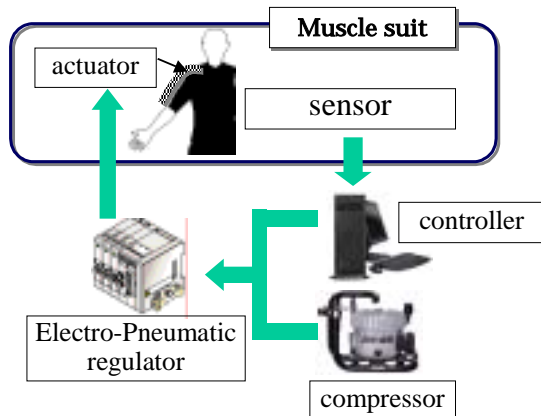 Muscle suit
actuator
sensor
controller
Electro-Pneumatic
regulator
compressor